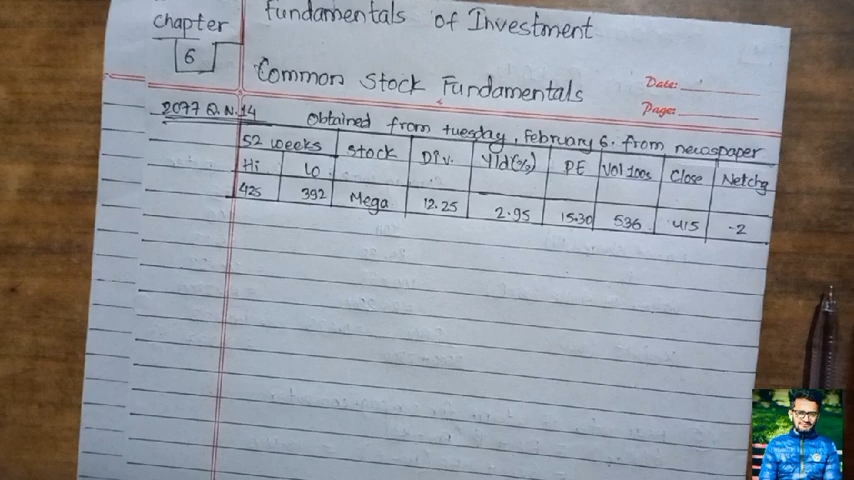 Chapter
6
Fundamentals of Investment
Common Stock Fundamentals
Date:
Page:
2077 Q.N.14
Obtained from tuesday, February 6. from newspaper
52 weeks stock Div. Yld(%) PE Vol 100s Close Netchg
Hi Lo
425 392 Mega 12.25 2.95 15.30 536 415 -2